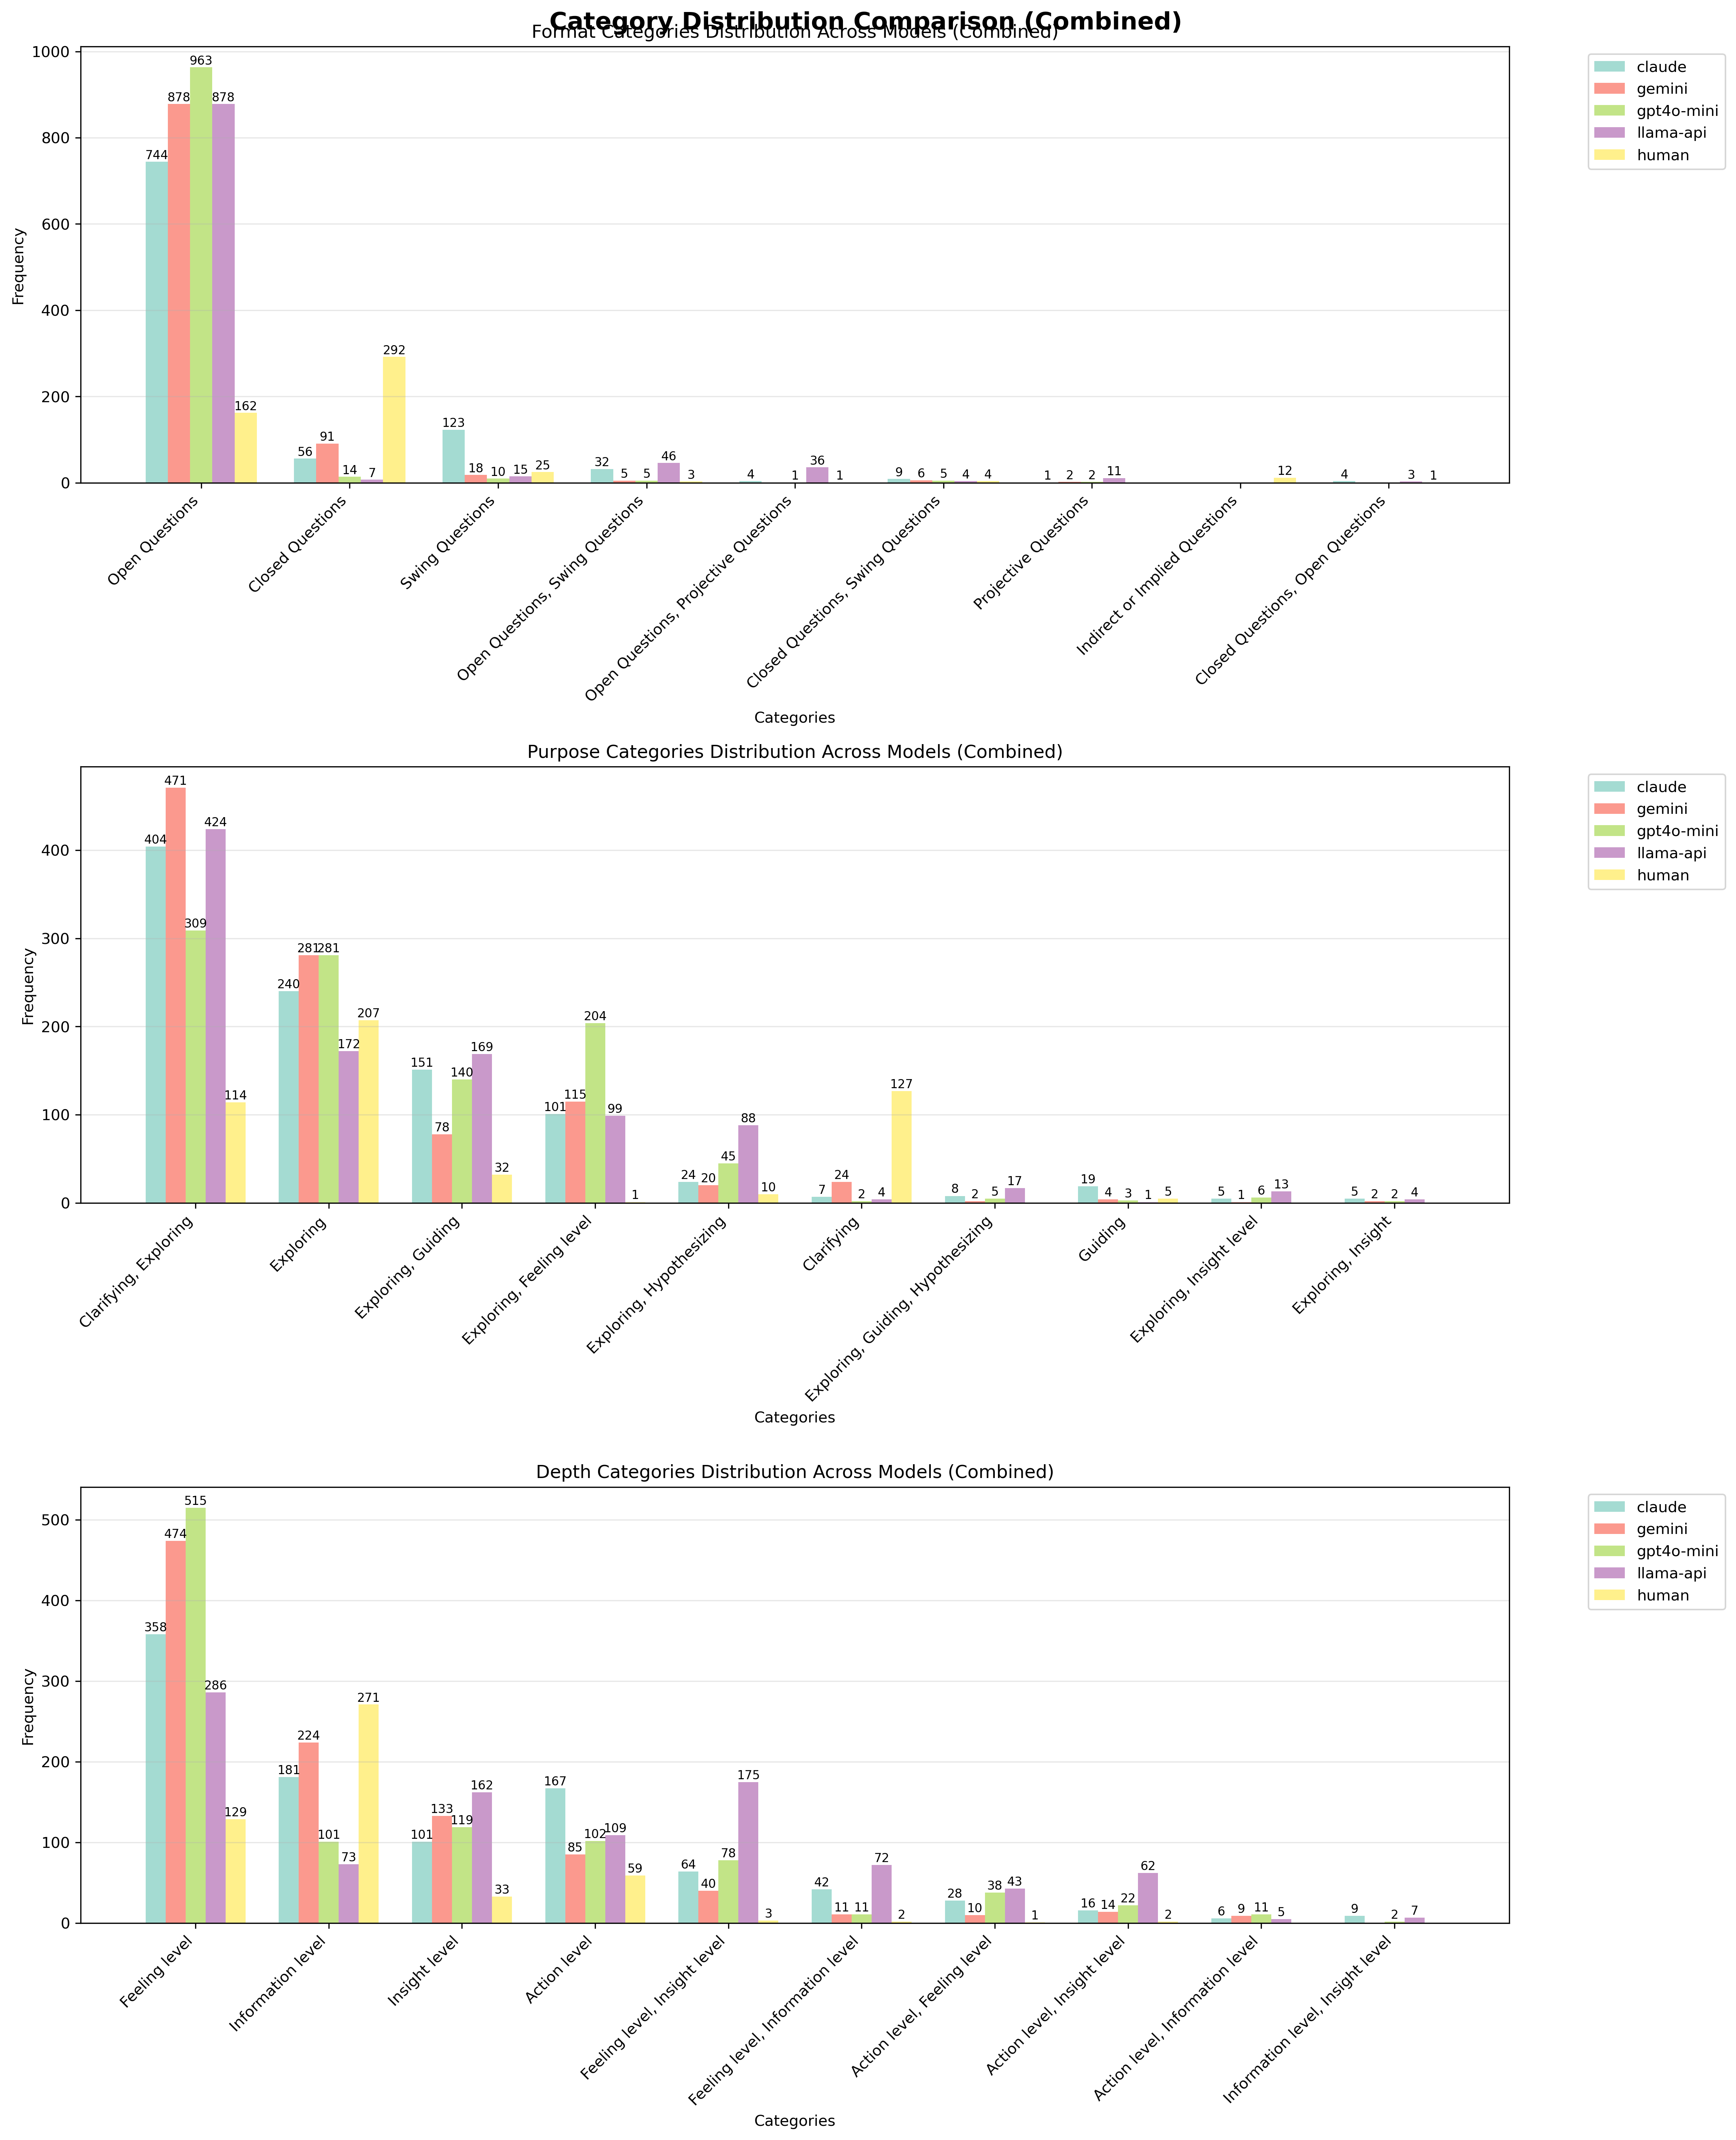 Category Distribution Comparison (Combined)
Format Categories Distribution Across Models (Combined)
1000
800
600
400
200
0
Frequency
744 878 963 878 162
56 91 14 7 292
123 18 10 15 25
32 5 5 46 3
4 1 36 1
9 6 5 4 4
1 2 2 11
12
4 3 1
Open Questions
Closed Questions
Swing Questions
Open Questions, Swing Questions
Open Questions, Projective Questions
Closed Questions, Swing Questions
Projective Questions
Indirect or Implied Questions
Closed Questions, Open Questions
Categories
claude
gemini
gpt4o-mini
llama-api
human
Purpose Categories Distribution Across Models (Combined)
400
300
200
100
0
Frequency
404 471 309 424 114
240 281 281 172 207
151 78 140 169 32
101 115 204 99 1
24 20 45 88 10
7 24 2 4 127
8 2 5 17
19 4 3 1 5
5 1 6 13
5 2 2 4
Clarifying, Exploring
Exploring
Exploring, Guiding
Exploring, Feeling level
Exploring, Hypothesizing
Clarifying
Exploring, Guiding, Hypothesizing
Guiding
Exploring, Insight level
Exploring, Insight
Categories
claude
gemini
gpt4o-mini
llama-api
human
Depth Categories Distribution Across Models (Combined)
500
400
300
200
100
0
Frequency
358 474 515 286 129
181 224 101 73 271
101 133 119 162 33
167 85 102 109 59
64 40 78 175 3
42 11 11 72 2
28 10 38 43 1
16 14 22 62 2
6 9 11 5
9 2 7
Feeling level
Information level
Insight level
Action level
Feeling level, Insight level
Feeling level, Information level
Action level, Feeling level
Action level, Insight level
Action level, Information level
Information level, Insight level
Categories
claude
gemini
gpt4o-mini
llama-api
human